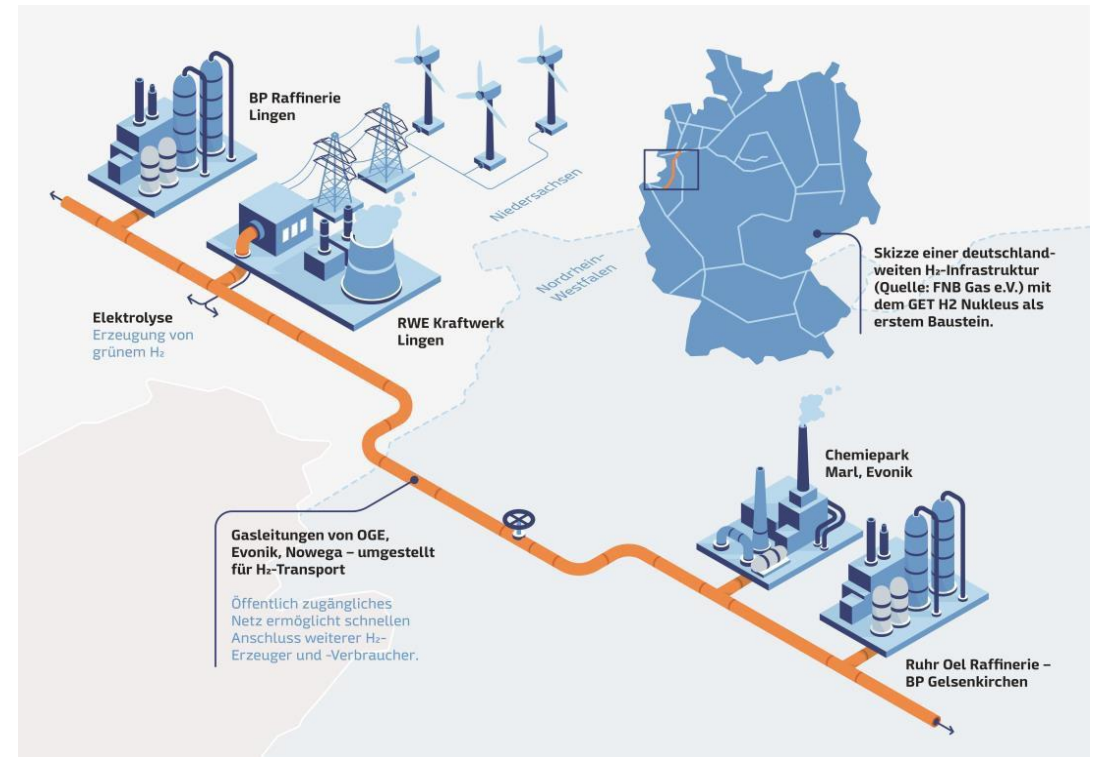 BP Raffinerie
Lingen
Niedersachsen
Nordrhein-
Westfalen
Skizze einer deutschland-
weiten H₂-Infrastruktur
(Quelle: FNB Gas e.V.) mit
dem GET H2 Nukleus als
erstem Baustein.
Elektrolyse
Erzeugung von
grünem H₂
RWE Kraftwerk
Lingen
Chemiepark
Marl, Evonik
Gasleitungen von OGE,
Evonik, Nowega – umgestellt
für H₂-Transport
Öffentlich zugängliches
Netz ermöglicht schnellen
Anschluss weiterer H₂-
Erzeuger und -Verbraucher.
Ruhr Oel Raffinerie –
BP Gelsenkirchen